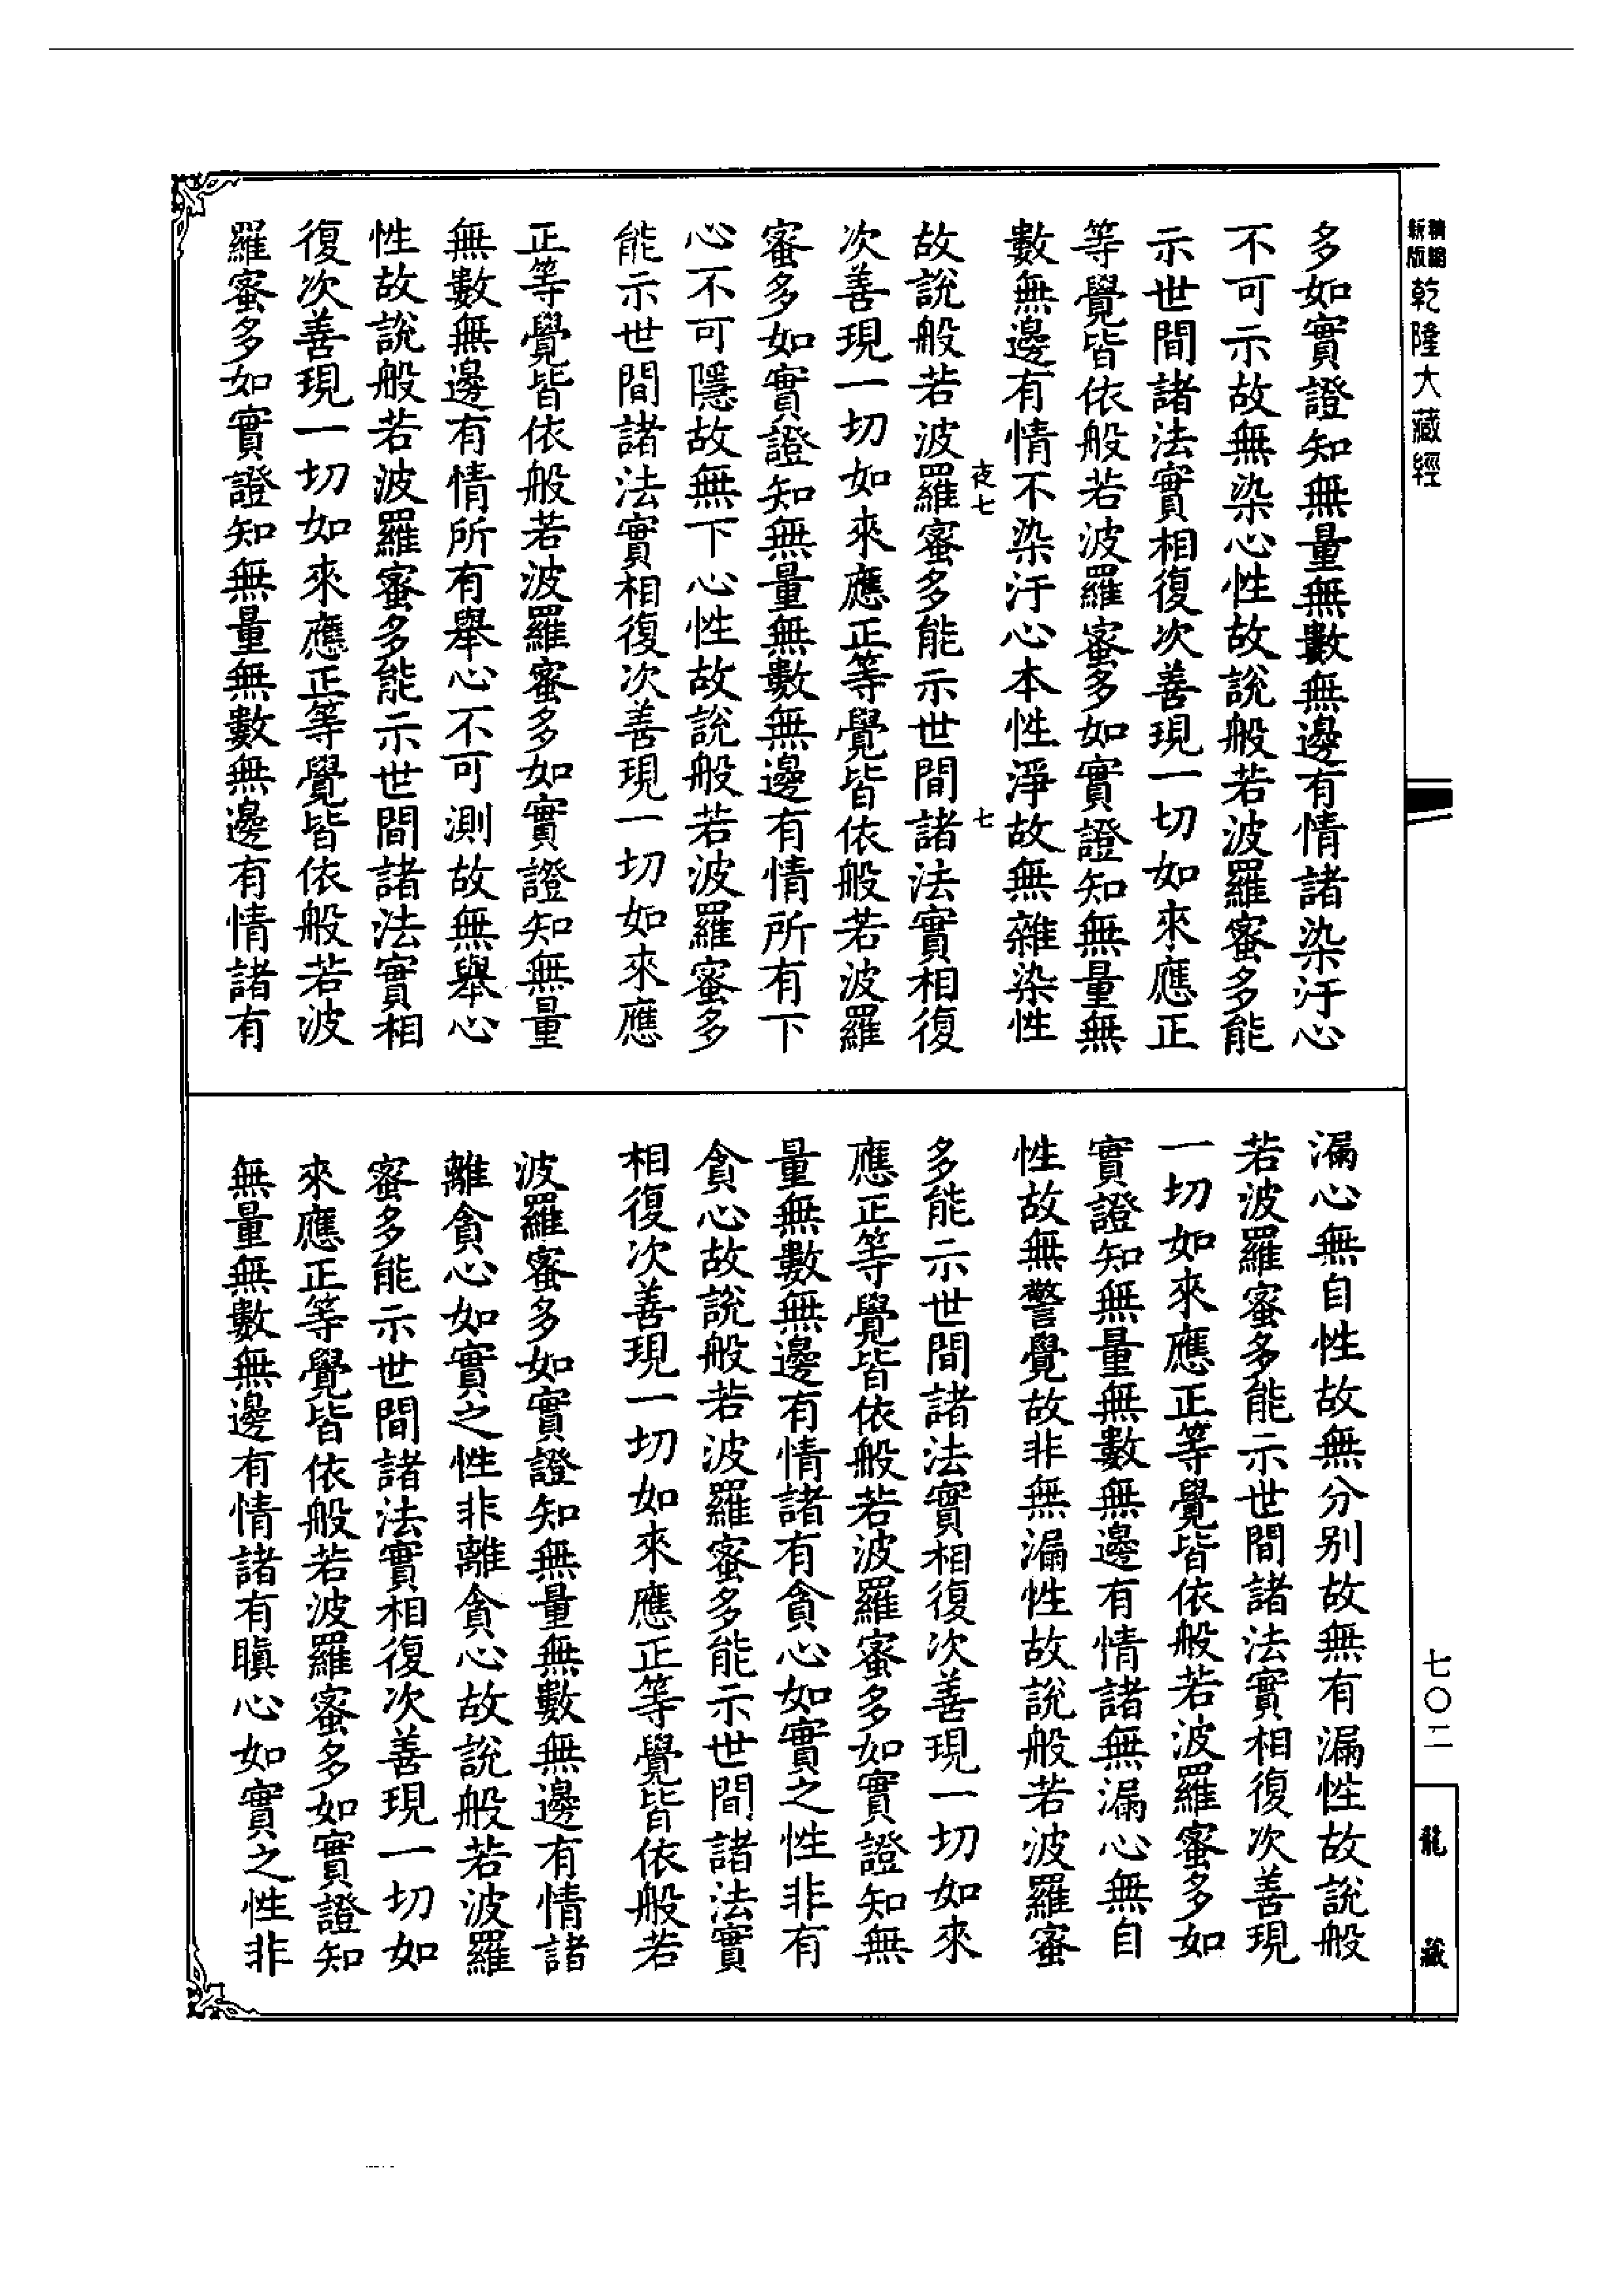 新版精縮乾隆大藏經
多如實證知無量無數無邊有情諸染汙心
不可示故無染心性故說般若波羅蜜多能
示世間諸法實相復次善現一切如來應正
等覺皆依般若波羅蜜多如實證知無量無
數無邊有情不染汙心本性淨故無雜染性
夜七 七
故說般若波羅蜜多能示世間諸法實相復
次善現一切如來應正等覺皆依般若波羅
蜜多如實證知無量無數無邊有情所有下
心不可隱故無下心性故說般若波羅蜜多
能示世間諸法實相復次善現一切如來應
正等覺皆依般若波羅蜜多如實證知無量
無數無邊有情所有舉心不可測故無舉心
性故說般若波羅蜜多能示世間諸法實相
復次善現一切如來應正等覺皆依般若波
羅蜜多如實證知無量無數無邊有情諸有
漏心無自性故無分別故無有漏性故說般
若波羅蜜多能示世間諸法實相復次善現
一切如來應正等覺皆依般若波羅蜜多如
實證知無量無數無邊有情諸無漏心無自
性故無警覺故非無漏性故說般若波羅蜜
多能示世間諸法實相復次善現一切如來
應正等覺皆依般若波羅蜜多如實證知無
量無數無邊有情諸有貪心如實之性非有
貪心故說般若波羅蜜多能示世間諸法實
相復次善現一切如來應正等覺皆依般若
波羅蜜多如實證知無量無數無邊有情諸
離貪心如實之性非離貪心故說般若波羅
蜜多能示世間諸法實相復次善現一切如
來應正等覺皆依般若波羅蜜多如實證知
無量無數無邊有情諸有瞋心如實之性非
七〇二
龍藏